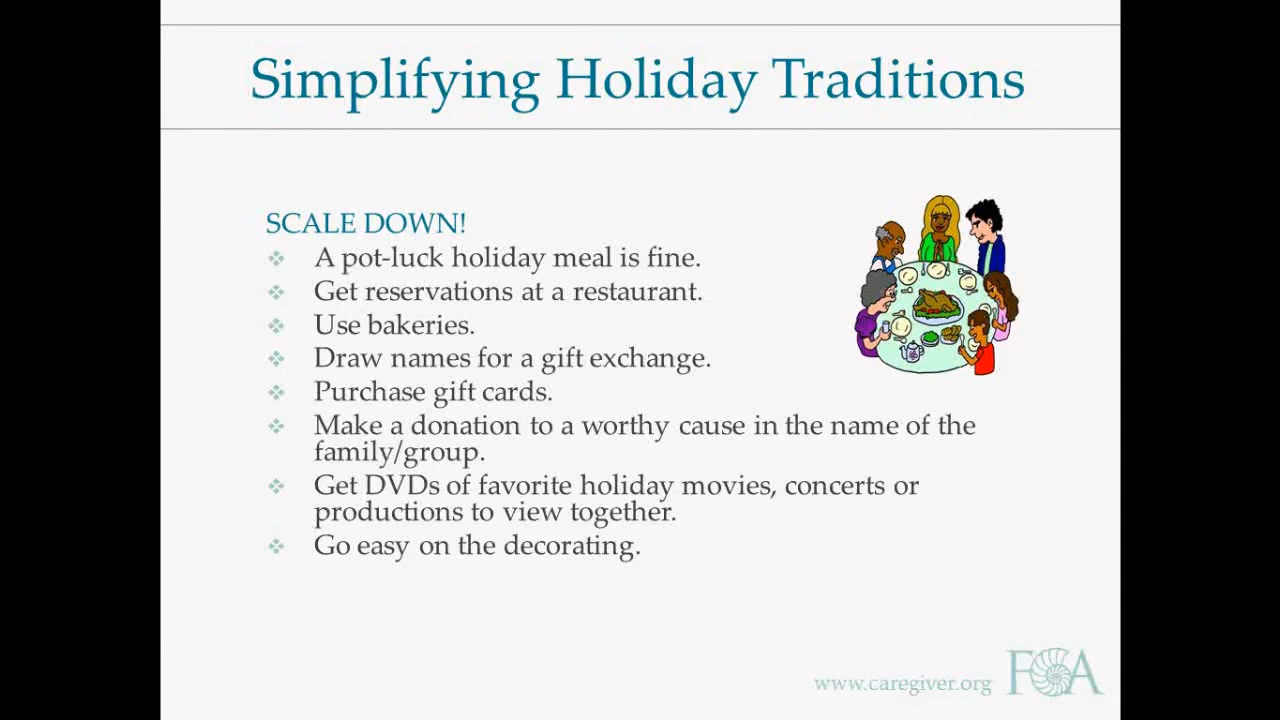 Simplifying Holiday Traditions
SCALE DOWN!
A pot-luck holiday meal is fine.
Get reservations at a restaurant.
Use bakeries.
Draw names for a gift exchange.
Purchase gift cards.
Make a donation to a worthy cause in the name of the
family/group.
Get DVDs of favorite holiday movies, concerts or
productions to view together.
Go easy on the decorating.
www.caregiver.org FCA